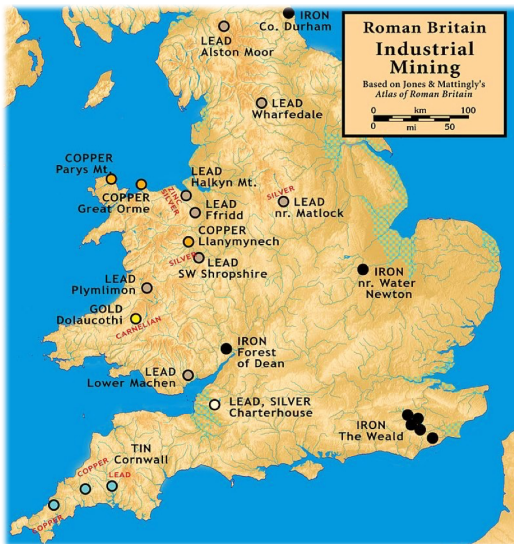 Roman Britain
Industrial
Mining
Based on Jones & Mattingly's
Atlas of Roman Britain
0 km 100
0 mi 50
IRON
Co. Durham
LEAD
Alston Moor
LEAD
Wharfedale
COPPER
Parys Mt.
COPPER
Great Orme
ZINC
SILVER
LEAD
Halkyn Mt.
LEAD
Ffridd
SILVER
LEAD
nr. Matlock
COPPER
Llanymynech
SILVER
LEAD
SW Shropshire
IRON
nr. Water
Newton
LEAD
Plymlimon
GOLD
Dolaucothi
CARNELIAN
IRON
Forest
of Dean
LEAD
Lower Machen
LEAD, SILVER
Charterhouse
IRON
The Weald
TIN
Cornwall
COPPER
LEAD
COPPER